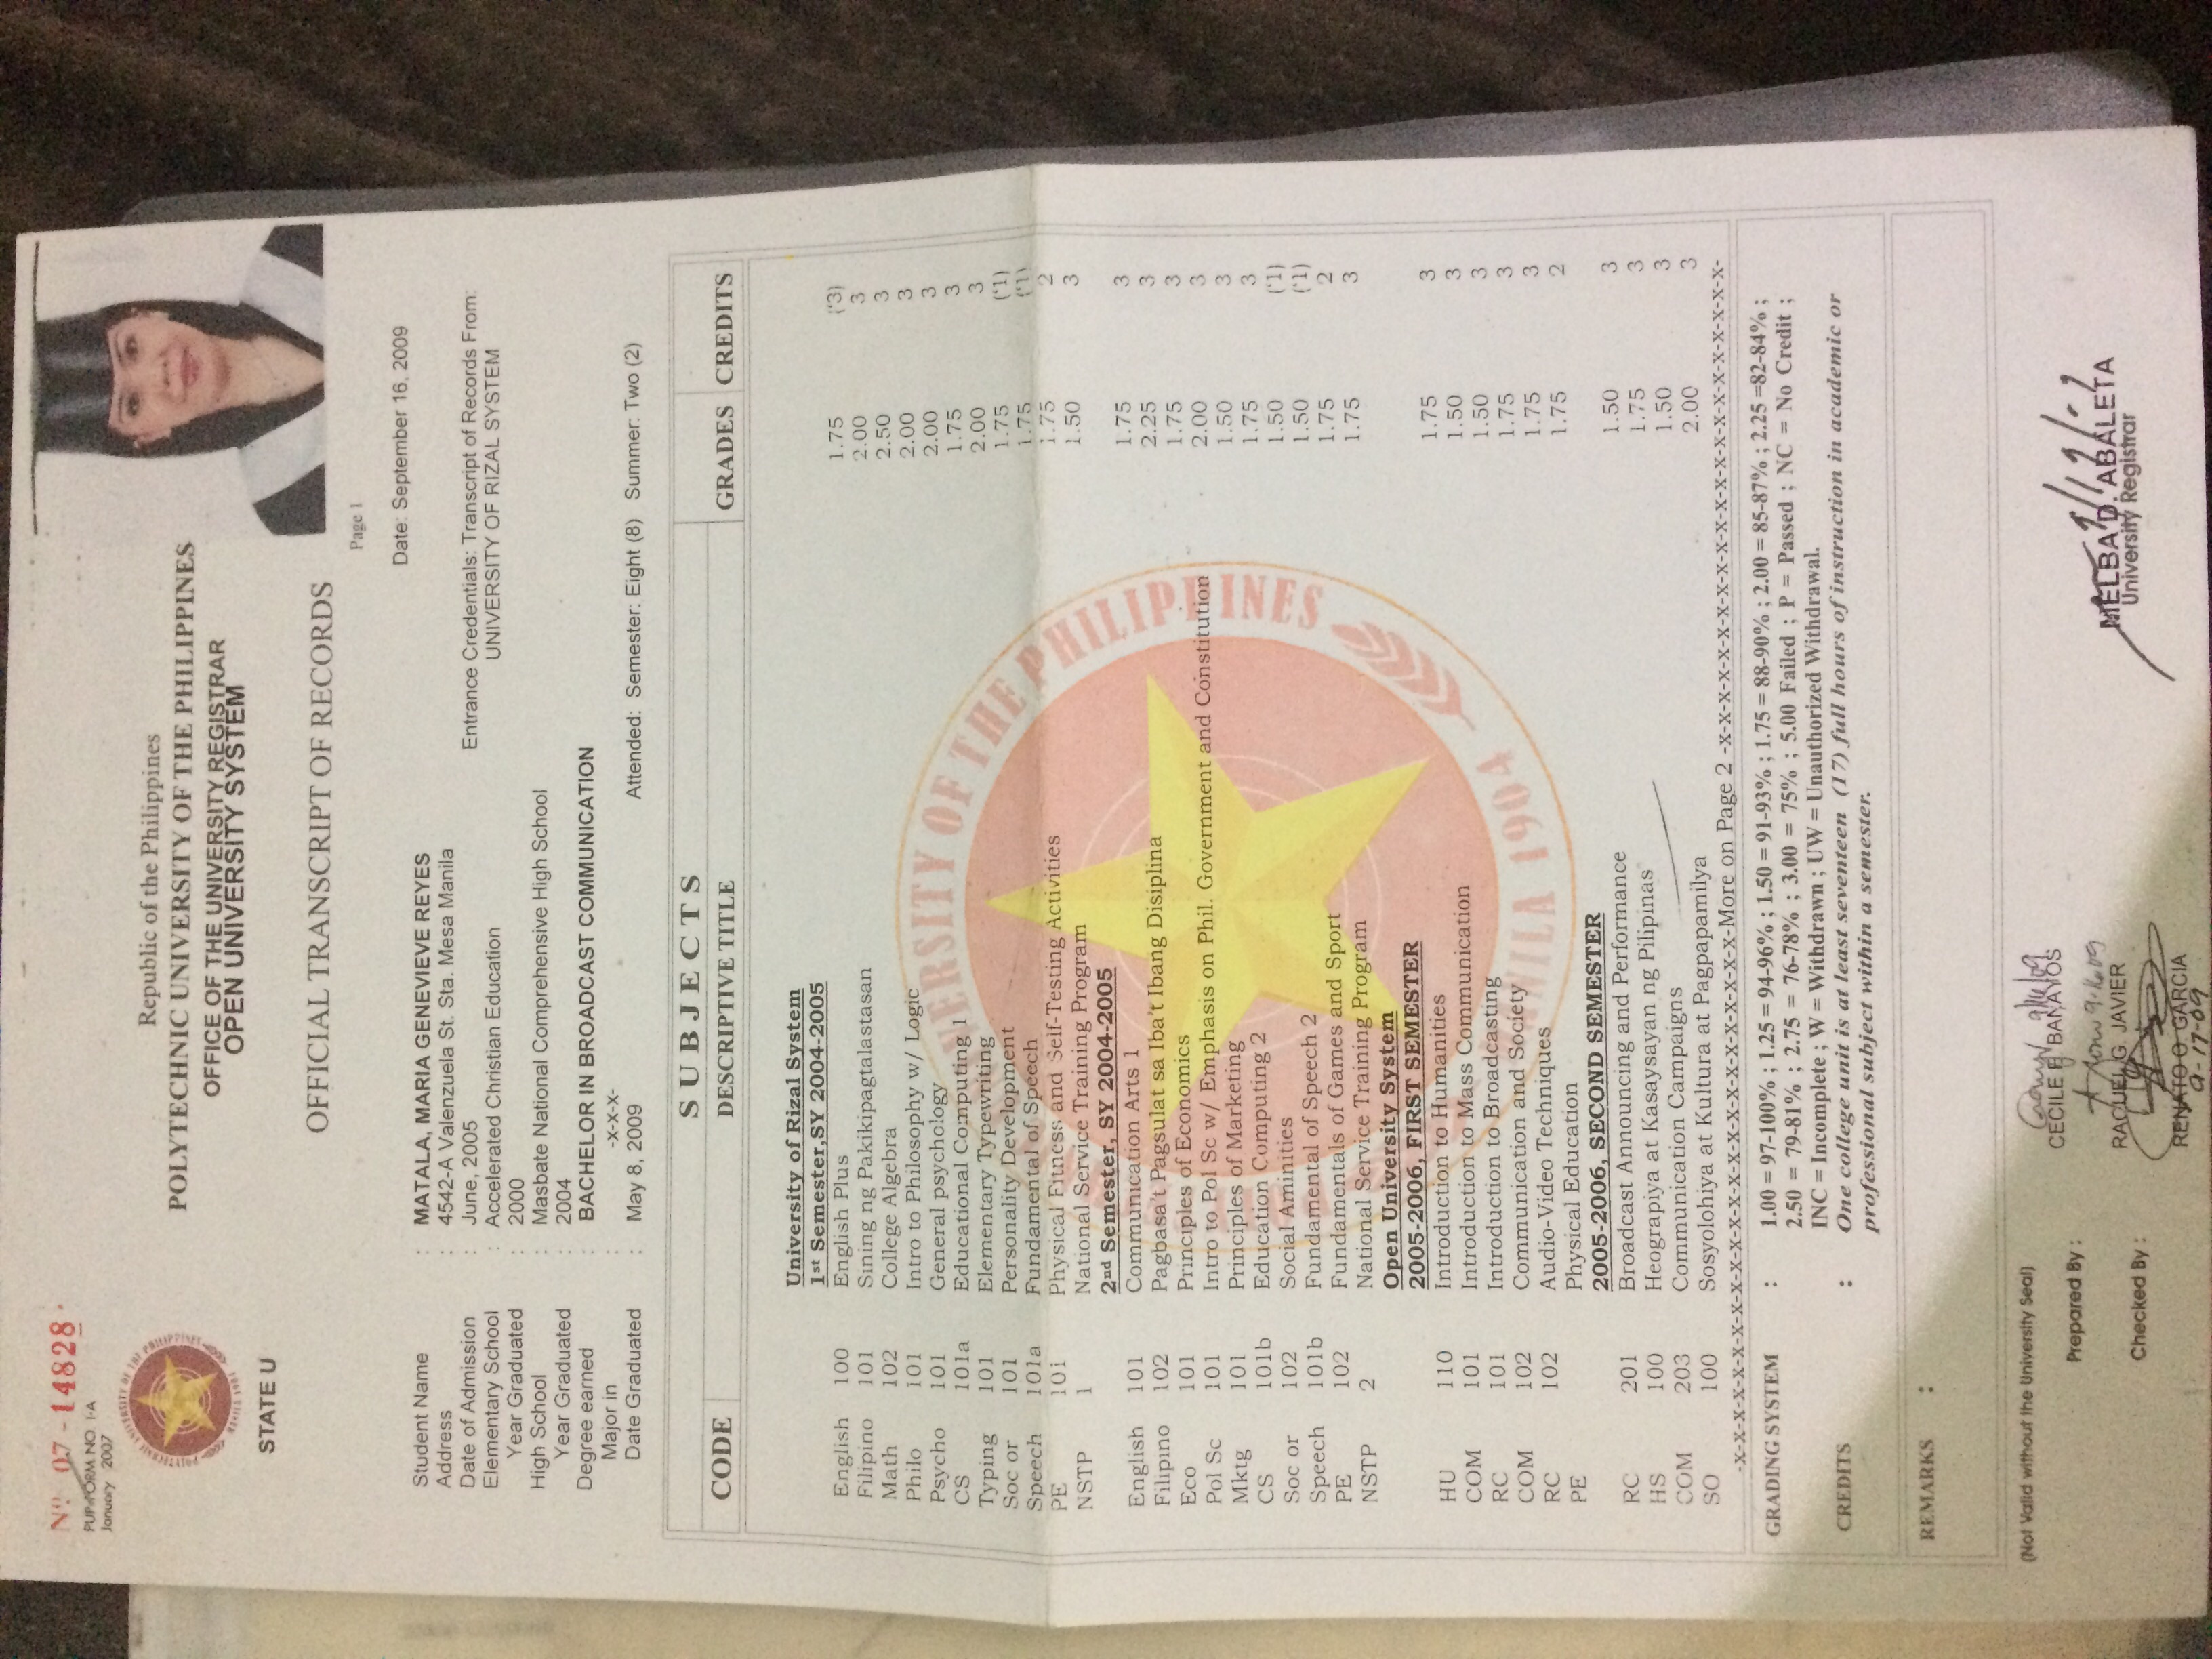 Nº 07-14828
PUP FORM NO. I-A
January 2007
POLYTECHNIC UNIVERSITY OF THE PHILIPPINES
MANILA 1904
STATE U
Republic of the Philippines
POLYTECHNIC UNIVERSITY OF THE PHILIPPINES
OFFICE OF THE UNIVERSITY REGISTRAR
OPEN UNIVERSITY SYSTEM
OFFICIAL TRANSCRIPT OF RECORDS
Page 1
Date: September 16, 2009
Student Name : MATALA, MARIA GENEVIEVE REYES
Address : 4542-A Valenzuela St. Sta. Mesa Manila
Date of Admission : June, 2005 Entrance Credentials: Transcript of Records From:
Elementary School : Accelerated Christian Education UNIVERSITY OF RIZAL SYSTEM
Year Graduated : 2000
High School : Masbate National Comprehensive High School
Year Graduated : 2004
Degree earned : BACHELOR IN BROADCAST COMMUNICATION
Major in : -x-x-x-
Date Graduated : May 8, 2009 Attended: Semester: Eight (8) Summer: Two (2)
SUBJECTS
CODE DESCRIPTIVE TITLE GRADES CREDITS
University of Rizal System
1st Semester,SY 2004-2005
English 100 English Plus 1.75 ('3)
Filipino 101 Sining ng Pakikipagtalastasan 2.00 3
Math 102 College Algebra 2.50 3
Philo 101 Intro to Philosophy w/ Logic 2.00 3
Psycho 101 General psychology 2.00 3
CS 101a Educational Computing 1 1.75 3
Typing 101 Elementary Typewriting 2.00 3
Soc or 101 Personality Development 1.75 ('1)
Speech 101a Fundamental of Speech 1.75 ('1)
PE 101 Physical Fitness and Self-Testing Activities 1.75 2
NSTP 1 National Service Training Program 1.50 3
2nd Semester, SY 2004-2005
English 101 Communication Arts 1 1.75 3
Filipino 102 Pagbasa't Pagsulat sa Iba't Ibang Disiplina 2.25 3
Eco 101 Principles of Economics 1.75 3
Pol Sc 101 Intro to Pol Sc w/ Emphasis on Phil. Government and Constitution 2.00 3
Mktg 101 Principles of Marketing 1.50 3
CS 101b Education Computing 2 1.75 3
Soc or 102 Social Aminities 1.50 ('1)
Speech 101b Fundamental of Speech 2 1.50 ('1)
PE 102 Fundamentals of Games and Sport 1.75 2
NSTP 2 National Service Training Program 1.75 3
Open University System
2005-2006, FIRST SEMESTER
HU 110 Introduction to Humanities 1.75 3
COM 101 Introduction to Mass Communication 1.50 3
RC 101 Introduction to Broadcasting 1.50 3
COM 102 Communication and Society 1.75 3
RC 102 Audio-Video Techniques 1.75 3
PE Physical Education 1.75 2
2005-2006, SECOND SEMESTER
RC 201 Broadcast Announcing and Performance 1.50 3
HS 100 Heograpiya at Kasaysayan ng Pilipinas 1.75 3
COM 203 Communication Campaigns 1.50 3
SO 100 Sosyolohiya at Kultura at Pagpapamilya 2.00 3
-x-x-x-x-x-x-x-x-x-x-x-x-x-x-x-x-x-x-x-x-x-x-x-x-x-More on Page 2 -x-x-x-x-x-x-x-x-x-x-x-x-x-x-x-x-x-x-x-x-x-x-x-
UNIVERSITY OF THE PHILIPPINES
MANILA 1904
GRADING SYSTEM : 1.00 = 97-100% ; 1.25 = 94-96% ; 1.50 = 91-93% ; 1.75 = 88-90% ; 2.00 = 85-87% ; 2.25 =82-84% ;
2.50 = 79-81% ; 2.75 = 76-78% ; 3.00 = 75% ; 5.00 Failed ; P = Passed ; NC = No Credit ;
INC = Incomplete ; W = Withdrawn ; UW = Unauthorized Withdrawal.
CREDITS : One college unit is at least seventeen (17) full hours of instruction in academic or
professional subject within a semester.
REMARKS :
(Not Valid without the University Seal)
9/16/09
CECILE F. BANAYOS
Prepared By :
9-16-09
RAQUEL G. JAVIER
Checked By :
RENATO O. GARCIA
9-17-09
MELBA D. ABALETA
University Registrar